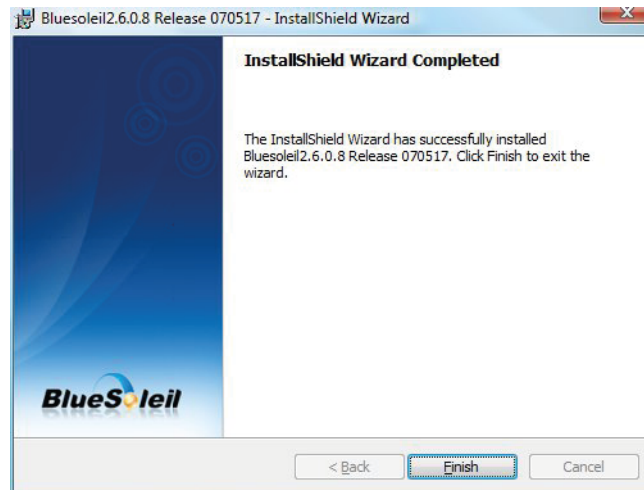 Bluesoleil2.6.0.8 Release 070517 - InstallShield Wizard
InstallShield Wizard Completed
The InstallShield Wizard has successfully installed
Bluesoleil2.6.0.8 Release 070517. Click Finish to exit the
wizard.
BlueSoleil
< Back
Finish
Cancel